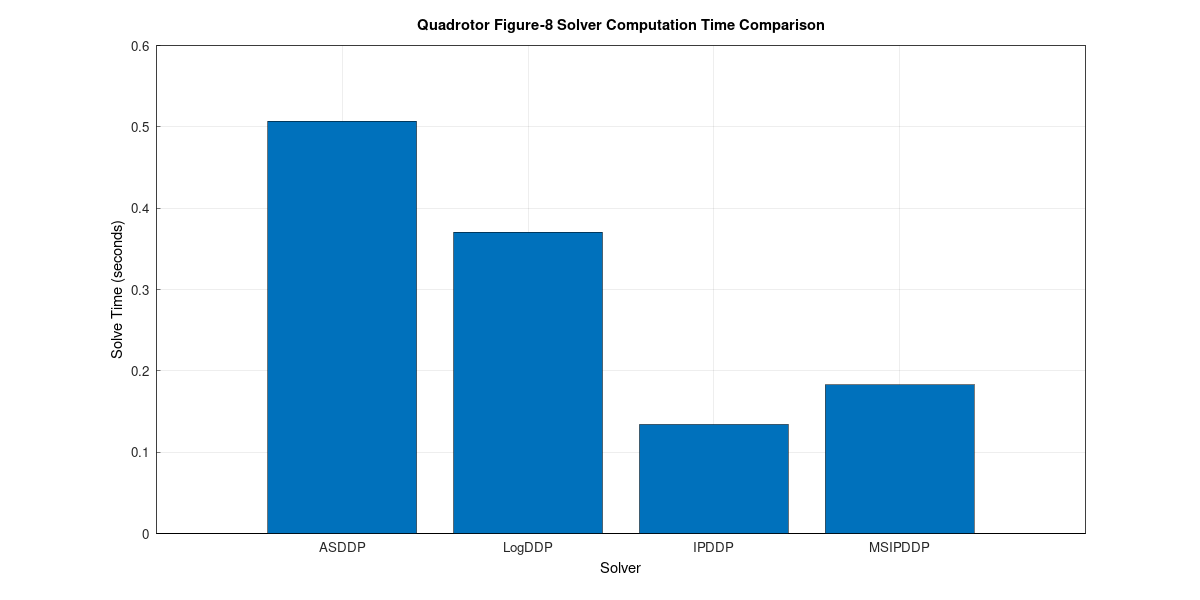 Quadrotor Figure-8 Solver Computation Time Comparison
0.6
0.5
0.4
0.3
0.2
0.1
0
Solve Time (seconds)
ASDDP LogDDP IPDDP MSIPDDP
Solver